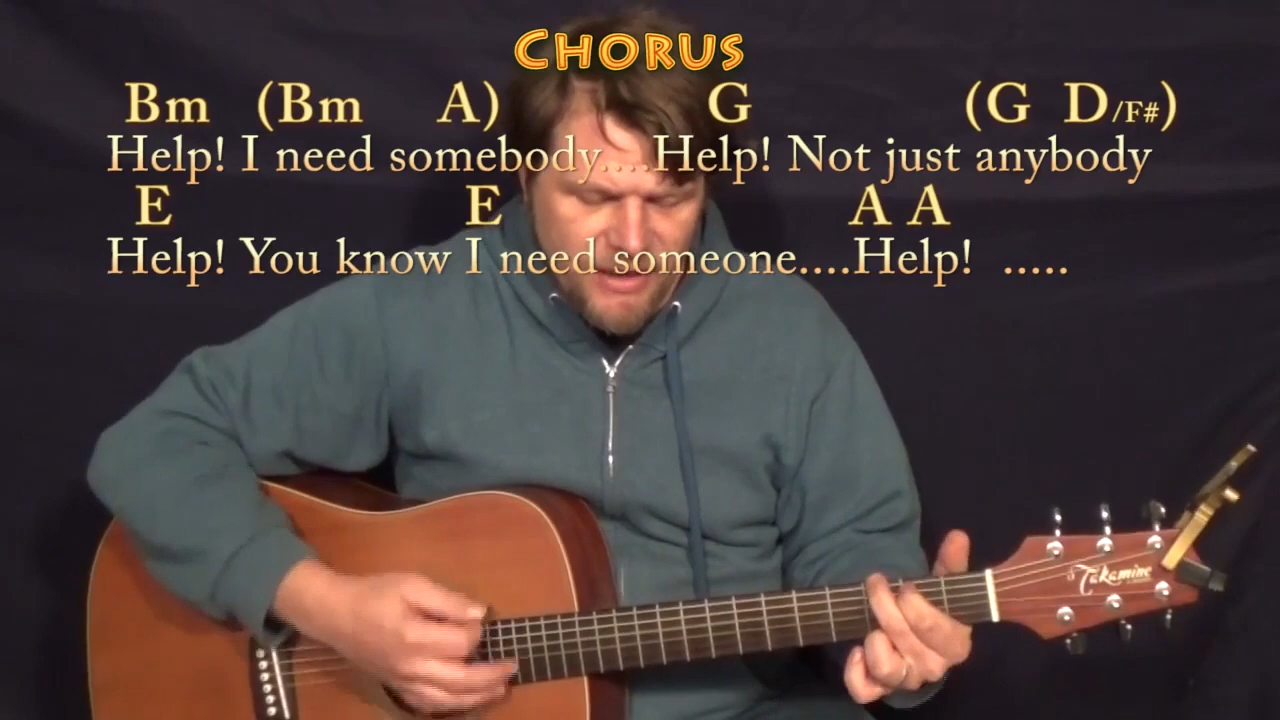 CHORUS
Bm (Bm A) G (G D/F#)
Help! I need somebody....Help! Not just anybody
E E A A
Help! You know I need someone....Help! .....
Takamine